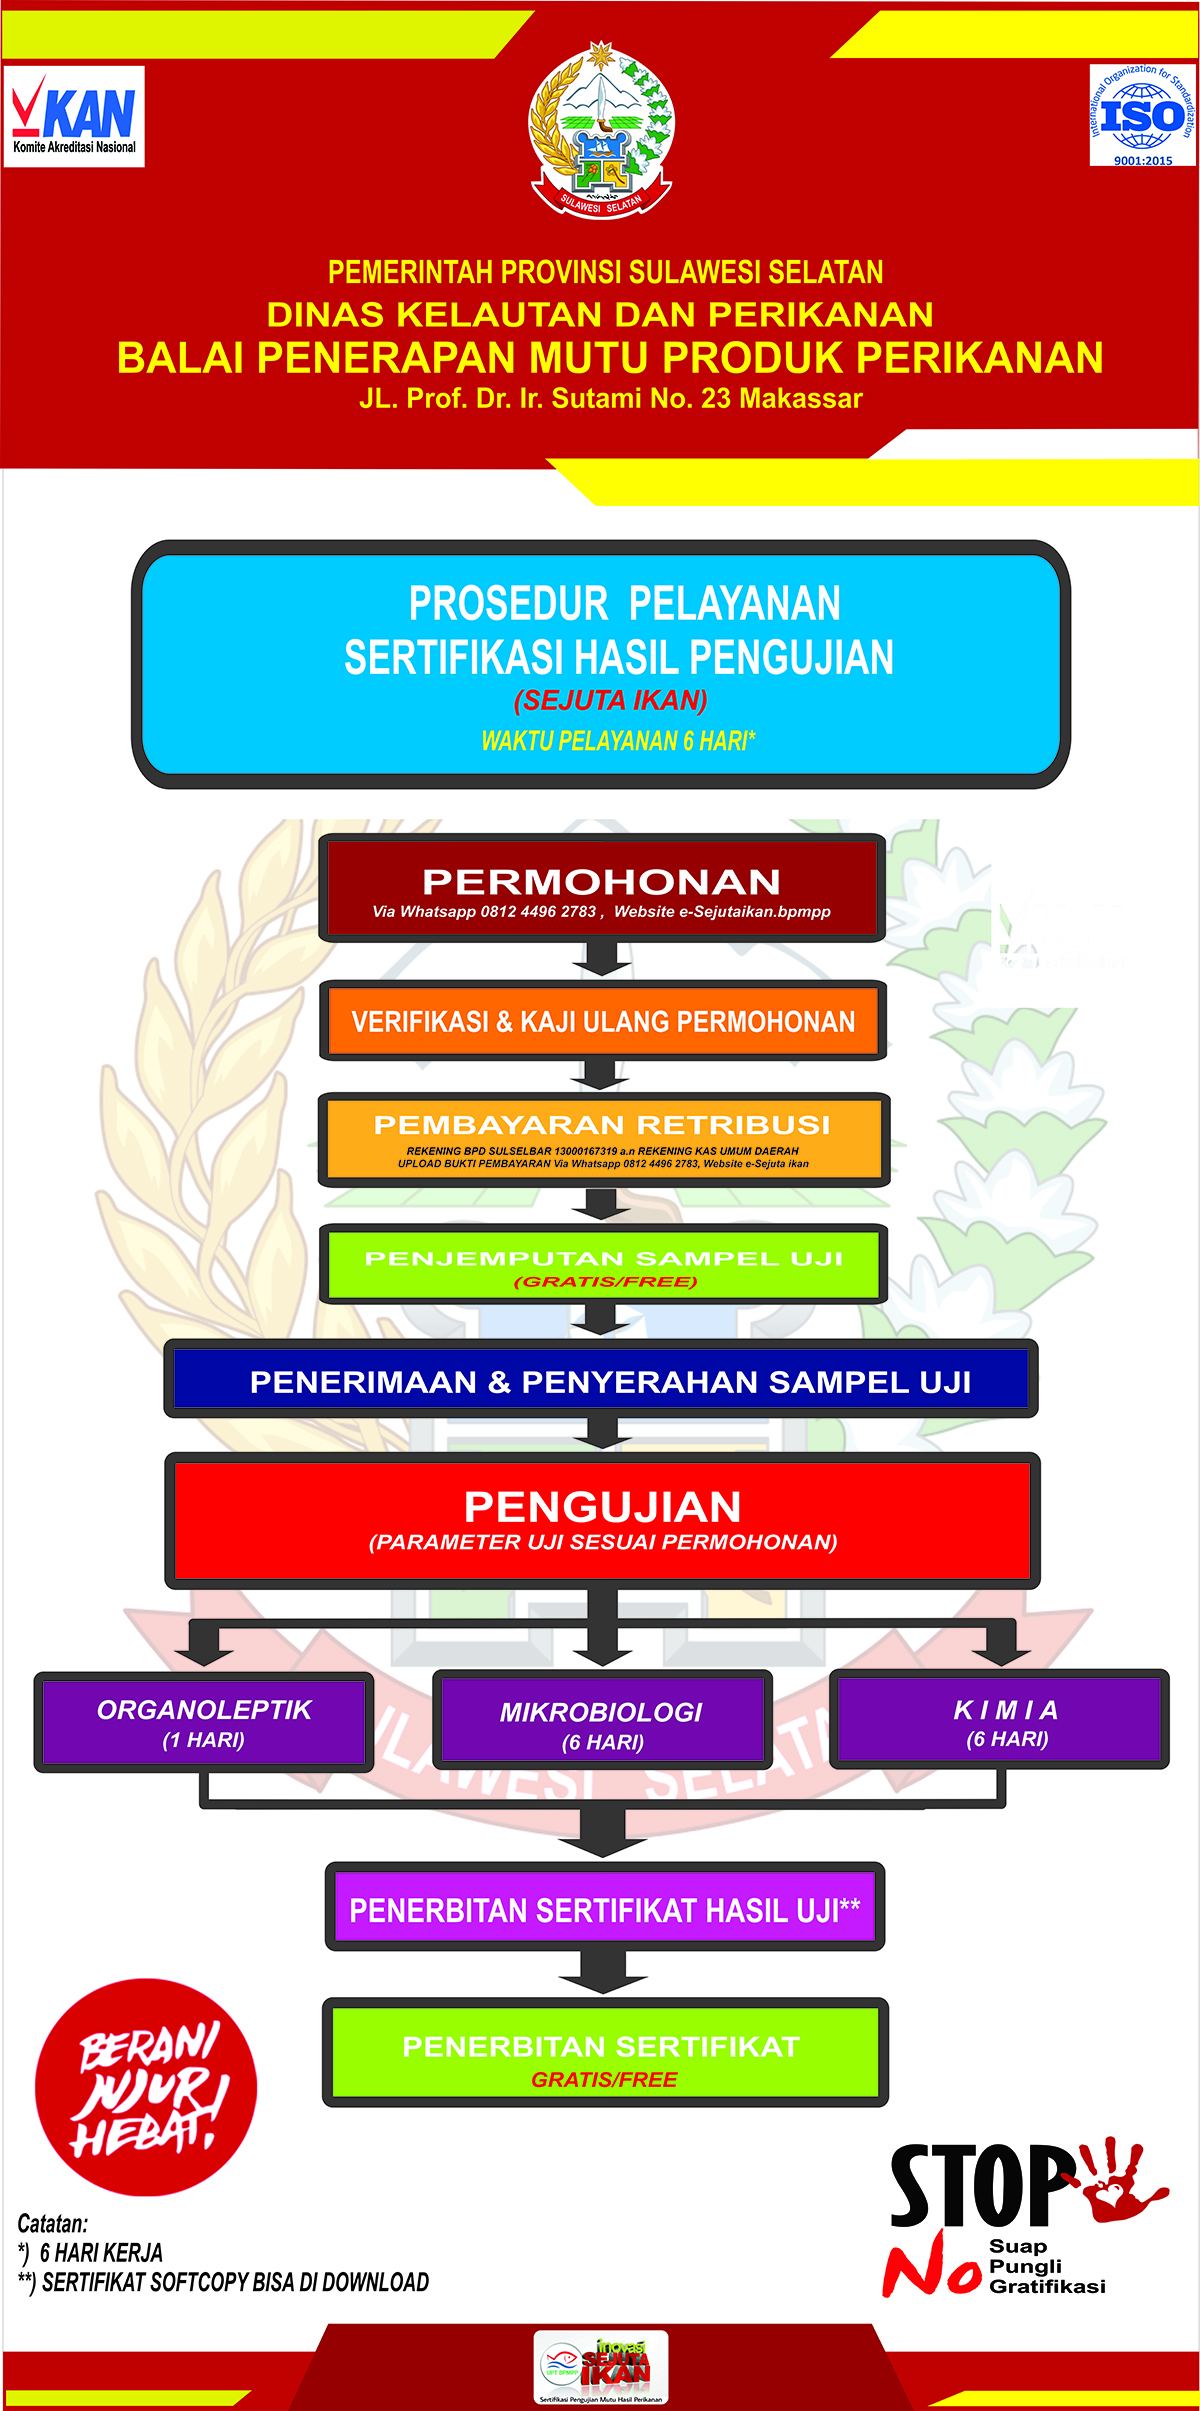 KAN
Komite Akreditasi Nasional
International Organization for Standardization
ISO
9001:2015
SULAWESI SELATAN
PEMERINTAH PROVINSI SULAWESI SELATAN
DINAS KELAUTAN DAN PERIKANAN
BALAI PENERAPAN MUTU PRODUK PERIKANAN
JL. Prof. Dr. Ir. Sutami No. 23 Makassar
PROSEDUR PELAYANAN
SERTIFIKASI HASIL PENGUJIAN
(SEJUTA IKAN)
WAKTU PELAYANAN 6 HARI*
PERMOHONAN
Via Whatsapp 0812 4496 2783 , Website e-Sejutaikan.bpmpp
VERIFIKASI & KAJI ULANG PERMOHONAN
PEMBAYARAN RETRIBUSI
REKENING BPD SULSELBAR 13000167319 a.n REKENING KAS UMUM DAERAH
UPLOAD BUKTI PEMBAYARAN Via Whatsapp 0812 4496 2783, Website e-Sejuta ikan
PENJEMPUTAN SAMPEL UJI
(GRATIS/FREE)
PENERIMAAN & PENYERAHAN SAMPEL UJI
PENGUJIAN
(PARAMETER UJI SESUAI PERMOHONAN)
ORGANOLEPTIK
(1 HARI)
MIKROBIOLOGI
(6 HARI)
K I M I A
(6 HARI)
SULAWESI SELATAN
PENERBITAN SERTIFIKAT HASIL UJI**
PENERBITAN SERTIFIKAT
GRATIS/FREE
BERANI
JUJUR
HEBAT!
Catatan:
*) 6 HARI KERJA
**) SERTIFIKAT SOFTCOPY BISA DI DOWNLOAD
STOP
No
Suap
Pungli
Gratifikasi
UPT BPMPP
inovasi
SEJUTA
IKAN
Sertifikasi Pengujian Mutu Hasil Perikanan